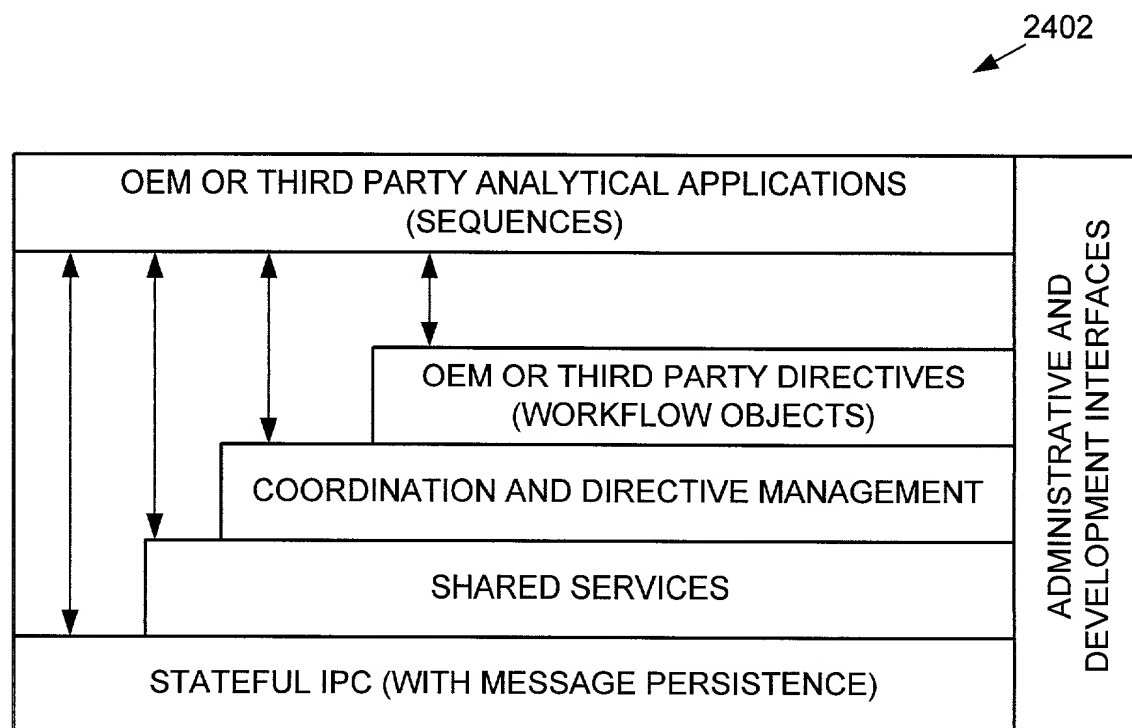 2402
OEM OR THIRD PARTY ANALYTICAL APPLICATIONS
(SEQUENCES)
OEM OR THIRD PARTY DIRECTIVES
(WORKFLOW OBJECTS)
COORDINATION AND DIRECTIVE MANAGEMENT
SHARED SERVICES
STATEFUL IPC (WITH MESSAGE PERSISTENCE)
ADMINISTRATIVE AND
DEVELOPMENT INTERFACES